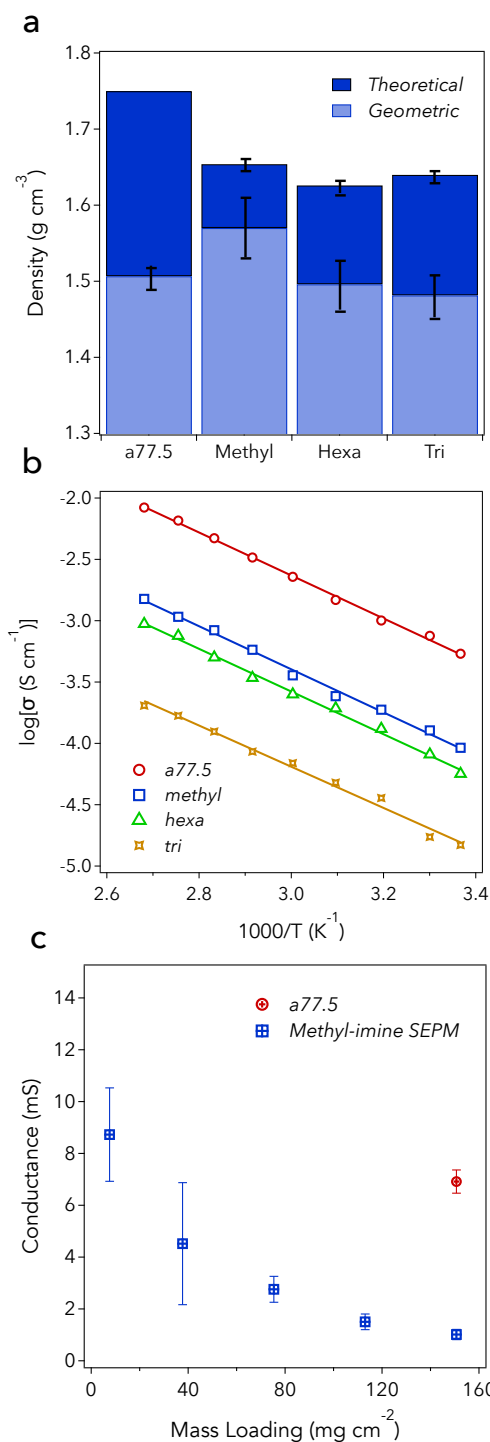 a
1.8
Theoretical
Geometric
1.7
1.6
1.5
1.4
1.3
Density (g cm⁻³)
a77.5 Methyl Hexa Tri
b
-2.0
-2.5
-3.0
-3.5
-4.0
-4.5
-5.0
log[σ (S cm⁻¹)]
a77.5
methyl
hexa
tri
2.6 2.8 3.0 3.2 3.4
1000/T (K⁻¹)
c
14
12
10
8
6
4
2
0
Conductance (mS)
a77.5
Methyl-imine SEPM
0 40 80 120 160
Mass Loading (mg cm⁻²)